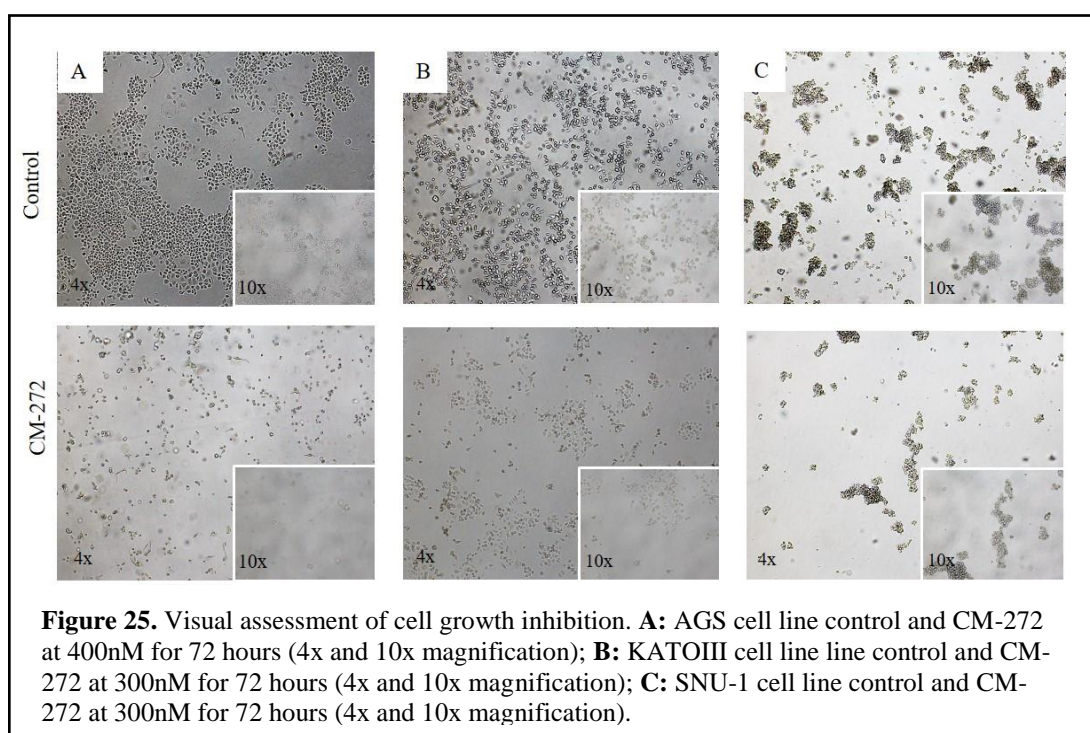 A
B
C
Control
4x
10x
4x
10x
4x
10x
CM-272
4x
10x
4x
10x
4x
10x
Figure 25. Visual assessment of cell growth inhibition. A: AGS cell line control and CM-272
at 400nM for 72 hours (4x and 10x magnification); B: KATOIII cell line line control and CM-
272 at 300nM for 72 hours (4x and 10x magnification); C: SNU-1 cell line control and CM-
272 at 300nM for 72 hours (4x and 10x magnification).